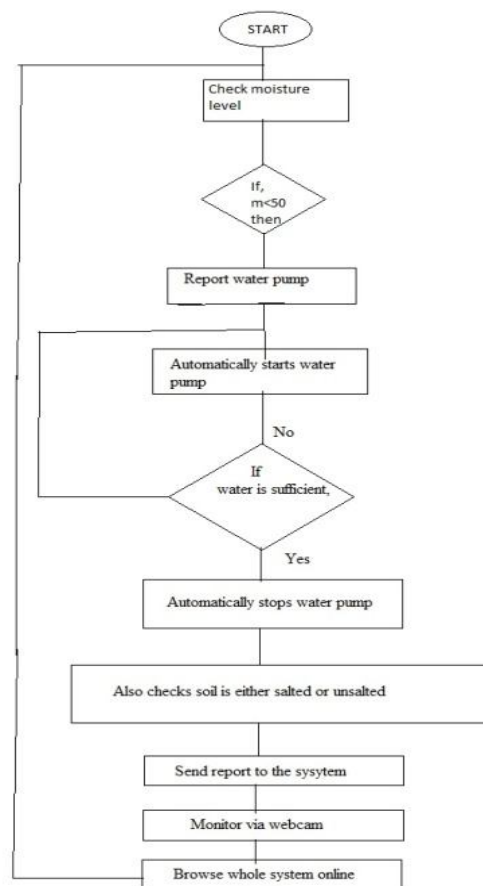 START
Check moisture
level
If,
m<50
then
Report water pump
Automatically starts water
pump
No
If
water is sufficient,
Yes
Automatically stops water pump
Also checks soil is either salted or unsalted
Send report to the sysytem
Monitor via webcam
Browse whole system online